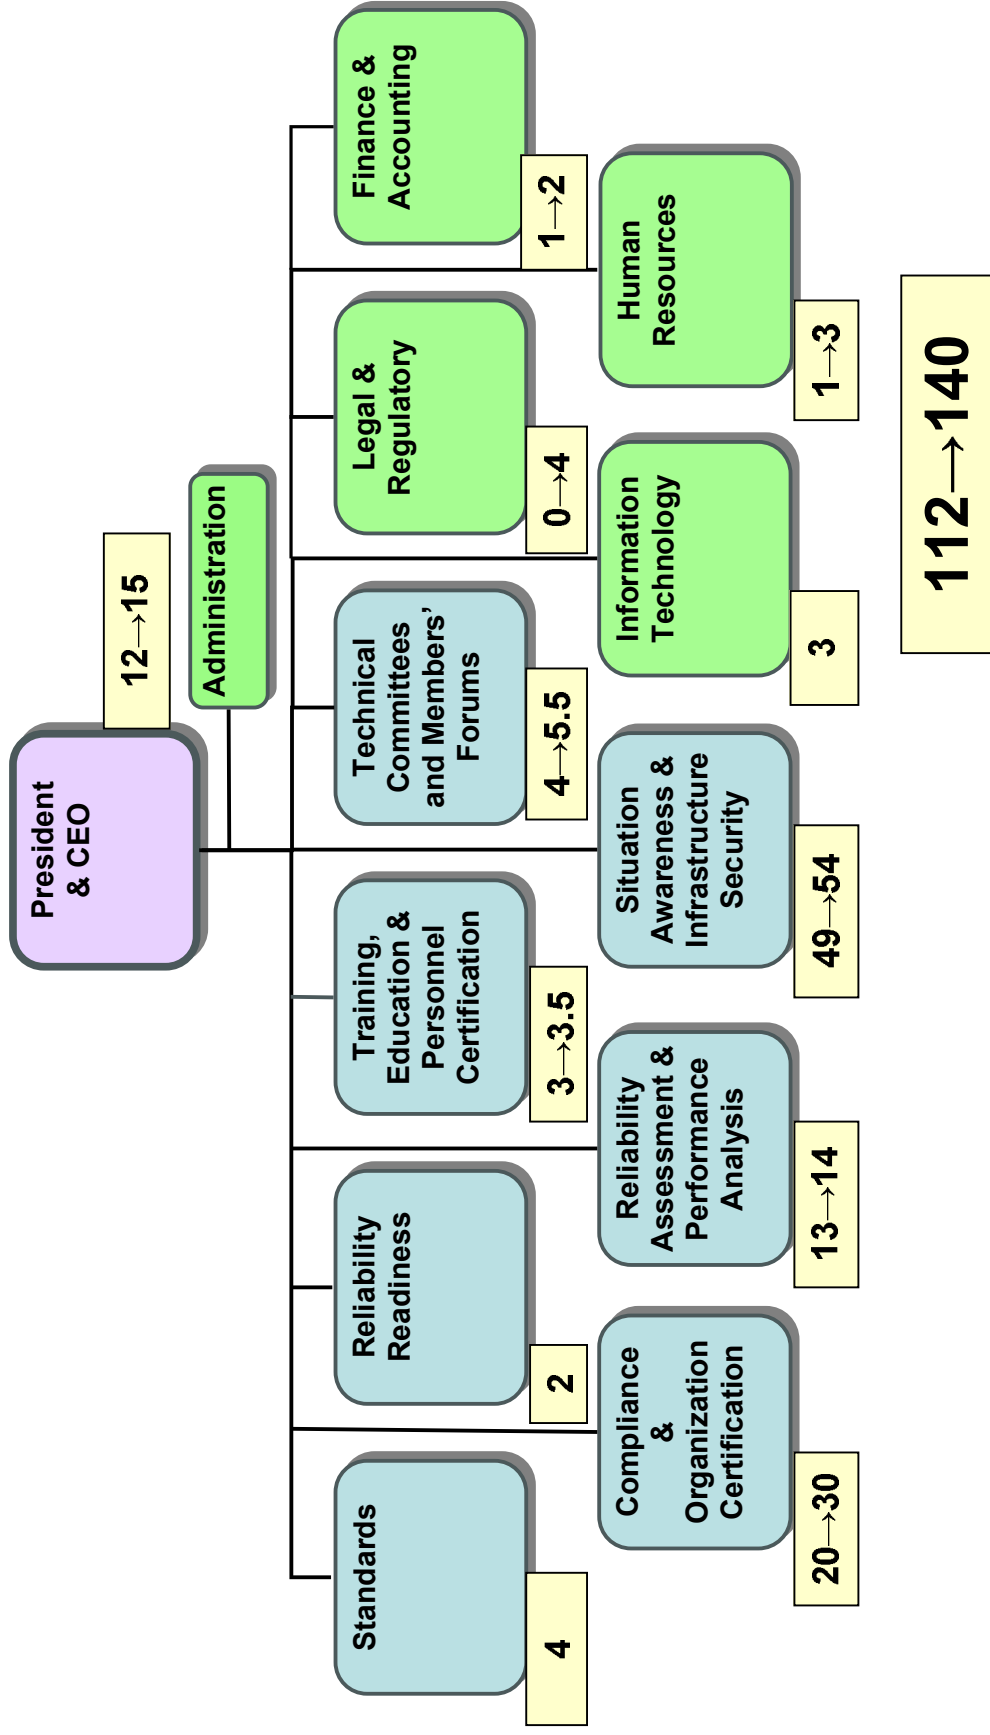 President
& CEO
12→15
Administration
Standards
4
Reliability
Readiness
2
Training,
Education &
Personnel
Certification
3→3.5
Technical
Committees
and Members’
Forums
4→5.5
Legal &
Regulatory
0→4
Finance &
Accounting
1→2
Compliance
&
Organization
Certification
20→30
Reliability
Assessment &
Performance
Analysis
13→14
Situation
Awareness &
Infrastructure
Security
49→54
Information
Technology
3
Human
Resources
1→3
112→140